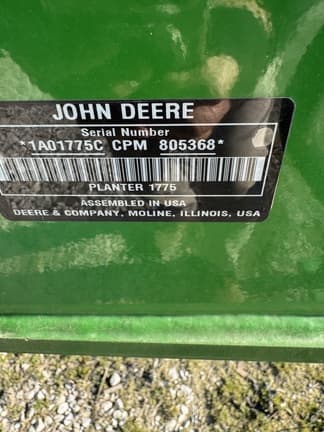 JOHN DEERE
Serial Number
*1A01775C CPM 805368*
PLANTER 1775
ASSEMBLED IN USA
DEERE & COMPANY, MOLINE, ILLINOIS, USA